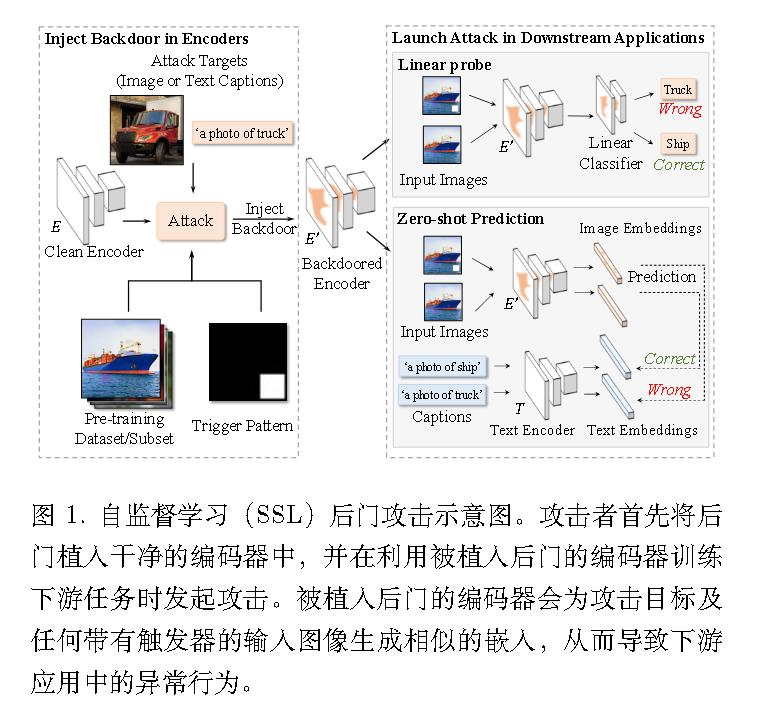 Inject Backdoor in Encoders
Attack Targets
(Image or Text Captions)
'a photo of truck'
E
Clean Encoder
Attack
Inject
Backdoor
E'
Backdoored
Encoder
Pre-training
Dataset/Subset
Trigger Pattern
Launch Attack in Downstream Applications
Linear probe
Input Images
E'
Linear
Classifier
Truck
Wrong
Ship
Correct
Zero-shot Prediction
Input Images
E'
Image Embeddings
Prediction
'a photo of ship'
'a photo of truck'
Captions
T
Text Encoder
Correct
Wrong
Text Embeddings
图 1. 自监督学习（SSL）后门攻击示意图。攻击者首先将后
门植入干净的编码器中，并在利用被植入后门的编码器训练
下游任务时发起攻击。被植入后门的编码器会为攻击目标及
任何带有触发器的输入图像生成相似的嵌入，从而导致下游
应用中的异常行为。